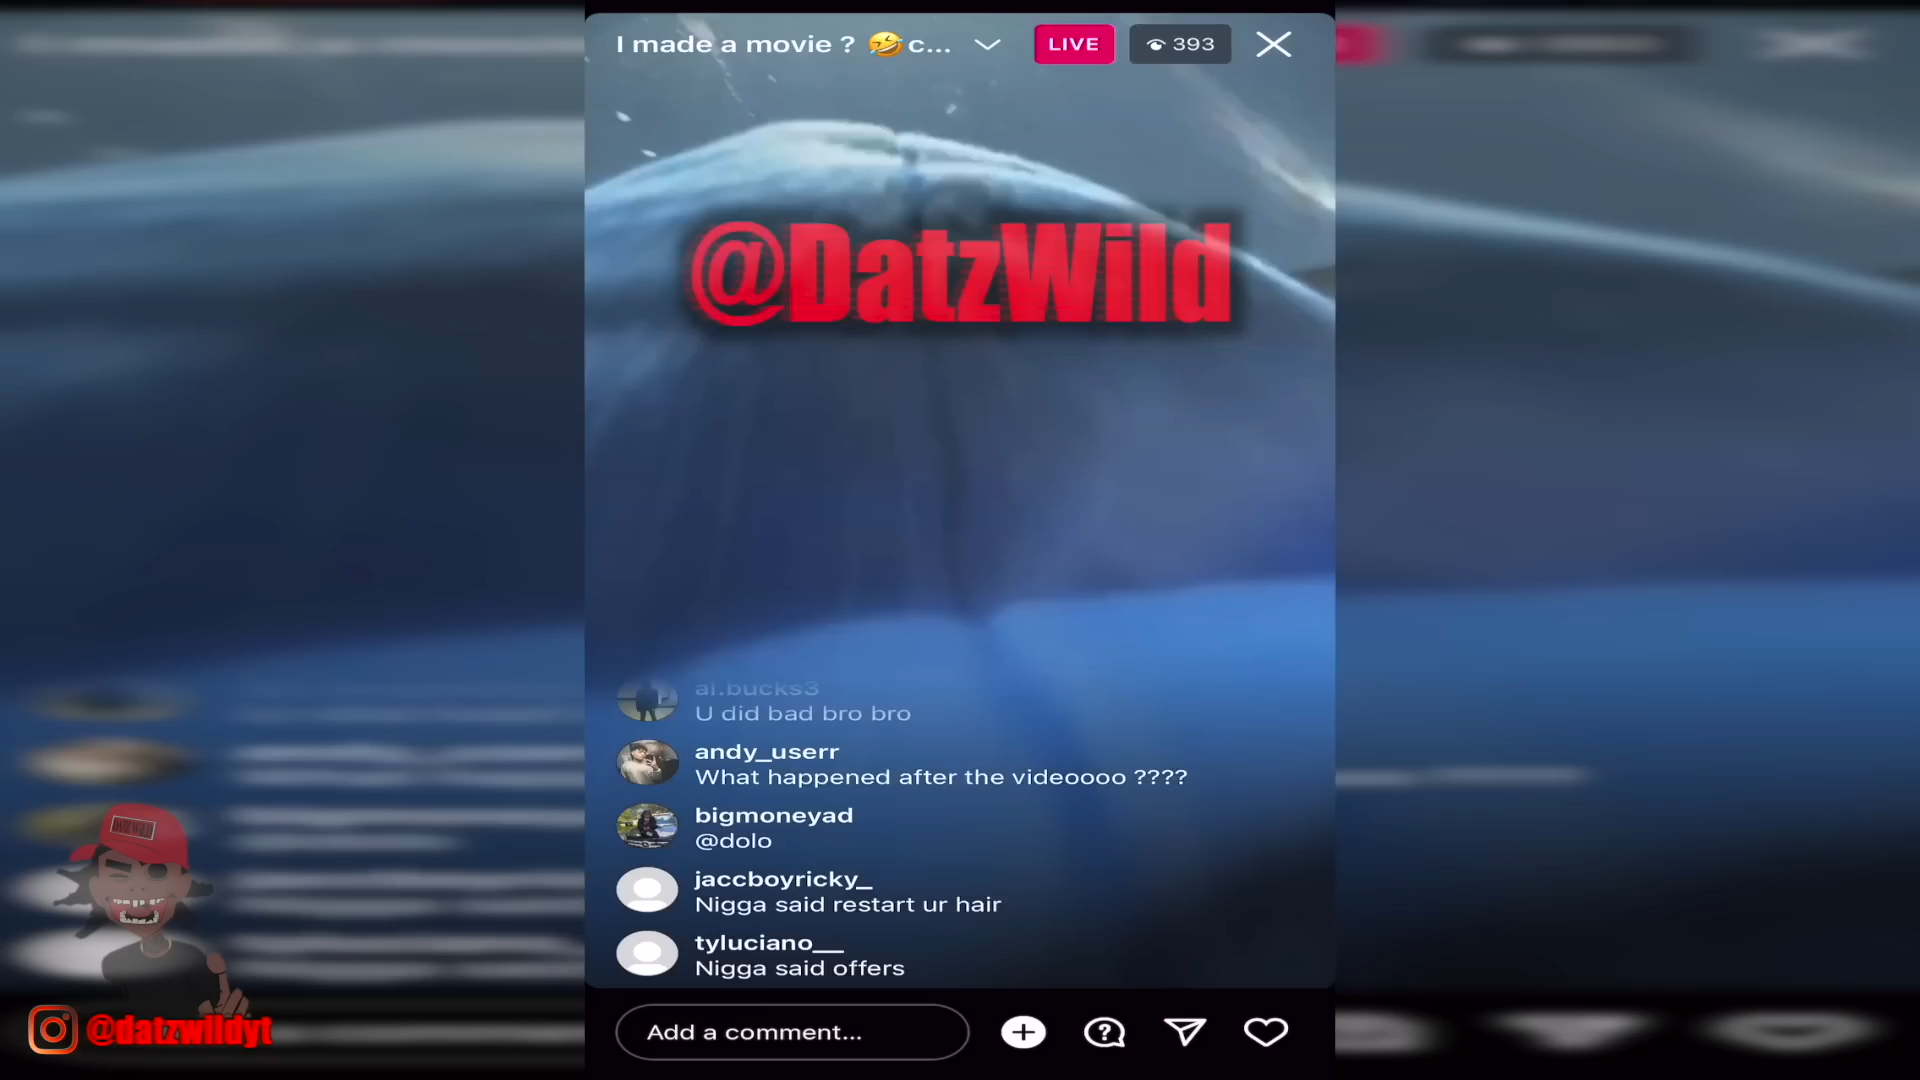 I made a movie ? 🤣c...
LIVE
393
@DatzWild
al.bucks3
U did bad bro bro
andy_userr
What happened after the videoooo ????
bigmoneyad
@dolo
jaccboyricky_
Nigga said restart ur hair
tyluciano__
Nigga said offers
Add a comment...
DATZWILD
@datzwildyt